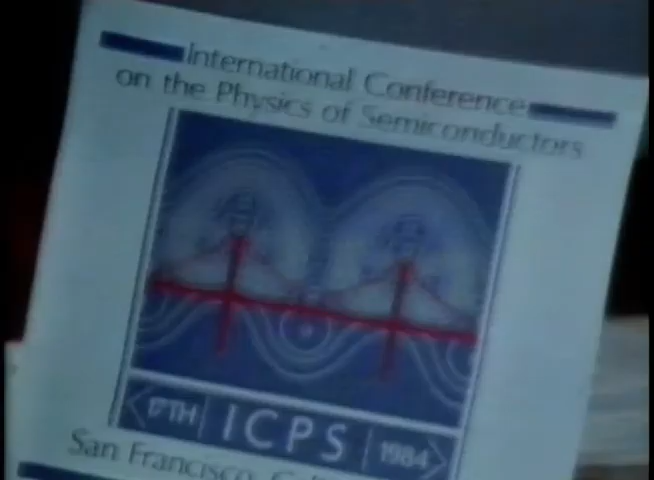 International Conference
on the Physics of Semiconductors
17TH ICPS 1984
San Francisco,